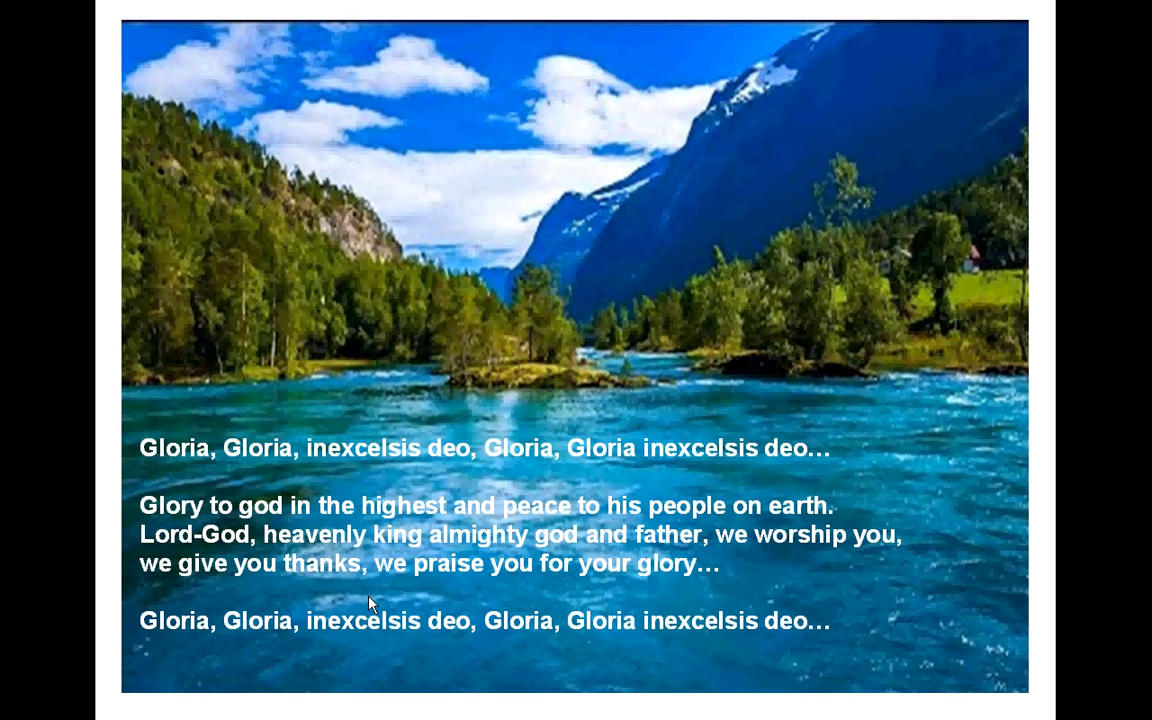 Gloria, Gloria, inexcelsis deo, Gloria, Gloria inexcelsis deo…
Glory to god in the highest and peace to his people on earth.
Lord-God, heavenly king almighty god and father, we worship you,
we give you thanks, we praise you for your glory…
Gloria, Gloria, inexcelsis deo, Gloria, Gloria inexcelsis deo…